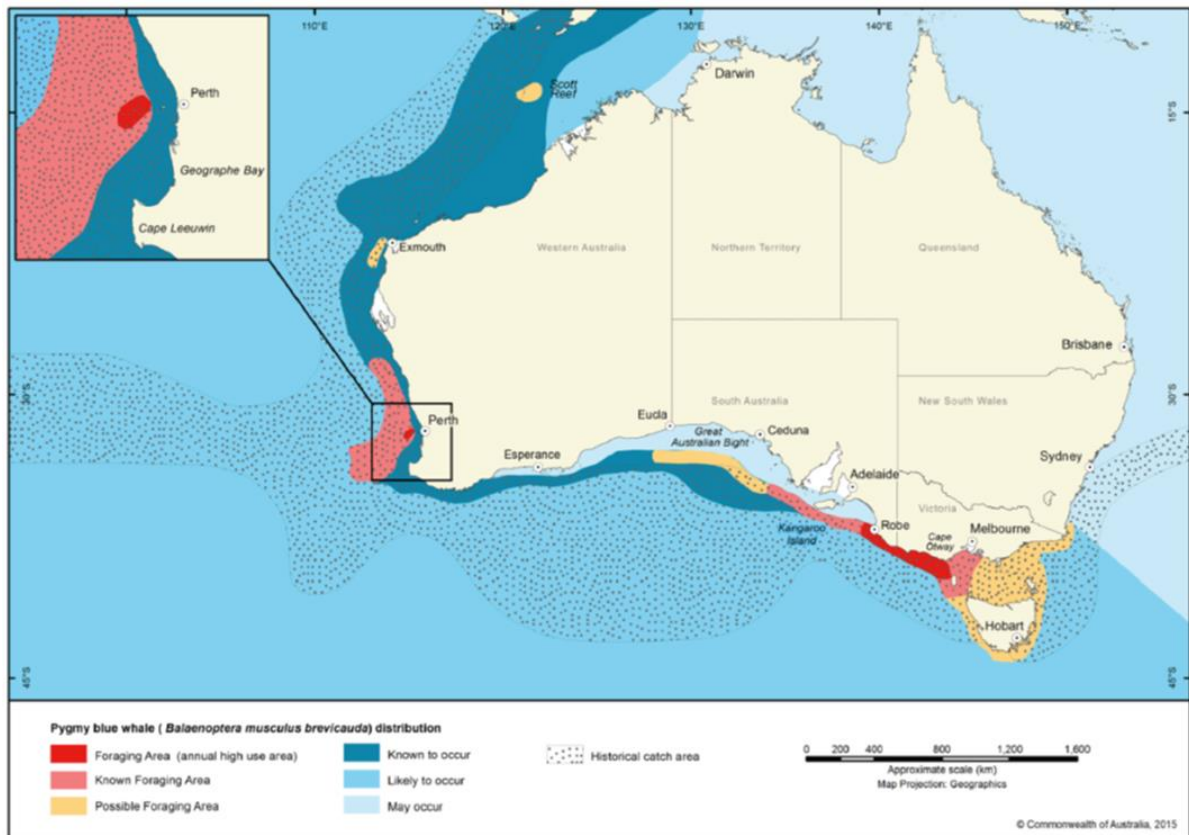 110°E
120°E
130°E
140°E
150°E
Perth
Geographe Bay
Cape Leeuwin
Scott
Reef
Darwin
15°S
15°S
Exmouth
Western Australia
Northern Territory
Queensland
Brisbane
30°S
30°S
Perth
Esperance
Eucla
South Australia
Great
Australian Bight
Ceduna
New South Wales
Sydney
Adelaide
Victoria
Kangaroo
Island
Robe
Cape
Otway
Melbourne
Hobart
45°S
45°S
Pygmy blue whale ( Balaenoptera musculus brevicauda) distribution
Foraging Area (annual high use area)
Known Foraging Area
Possible Foraging Area
Known to occur
Likely to occur
May occur
Historical catch area
0 200 400 800 1,200 1,600
Approximate scale (km)
Map Projection: Geographics
© Commonwealth of Australia, 2015